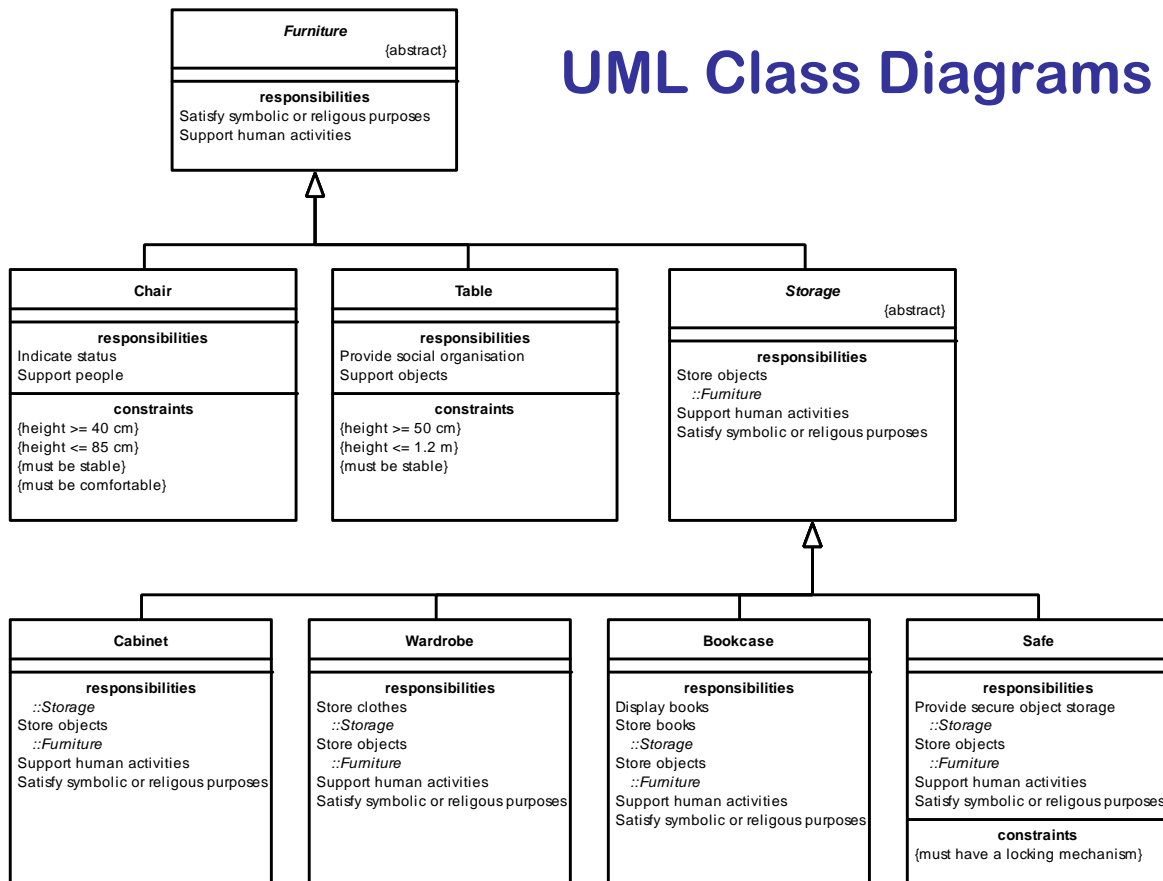 UML Class Diagrams
Furniture
{abstract}
responsibilities
Satisfy symbolic or religous purposes
Support human activities
Chair
responsibilities
Indicate status
Support people
constraints
{height >= 40 cm}
{height <= 85 cm}
{must be stable}
{must be comfortable}
Table
responsibilities
Provide social organisation
Support objects
constraints
{height >= 50 cm}
{height <= 1.2 m}
{must be stable}
Storage
{abstract}
responsibilities
Store objects
::Furniture
Support human activities
Satisfy symbolic or religous purposes
Cabinet
responsibilities
::Storage
Store objects
::Furniture
Support human activities
Satisfy symbolic or religous purposes
Wardrobe
responsibilities
Store clothes
::Storage
Store objects
::Furniture
Support human activities
Satisfy symbolic or religous purposes
Bookcase
responsibilities
Display books
Store books
::Storage
Store objects
::Furniture
Support human activities
Satisfy symbolic or religous purposes
Safe
responsibilities
Provide secure object storage
::Storage
Store objects
::Furniture
Support human activities
Satisfy symbolic or religous purposes
constraints
{must have a locking mechanism}